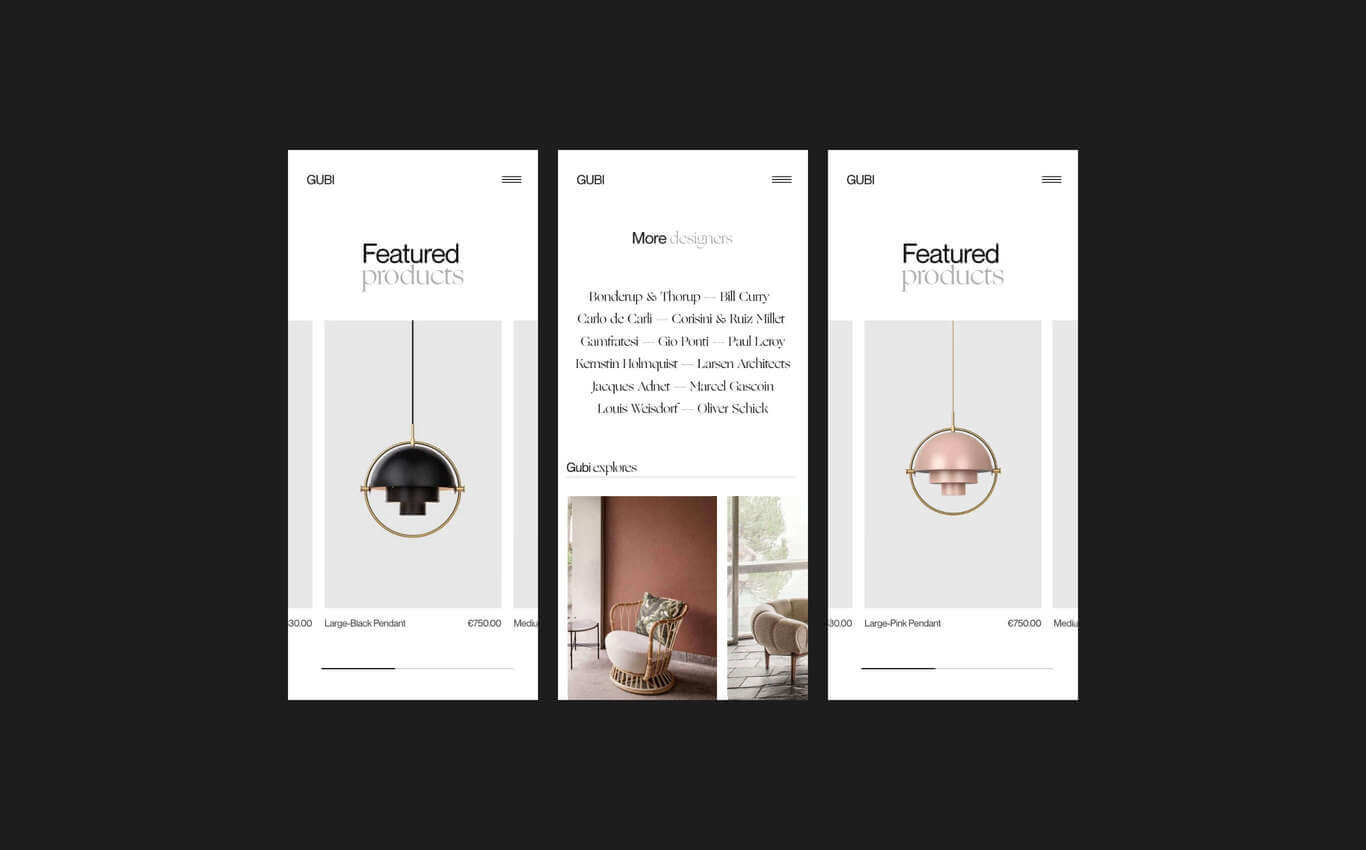 GUBI
Featured
products
30.00
Large-Black Pendant
€750.00
Mediu
GUBI
More designers
Bonderup & Thorup — Bill Curry
Carlo de Carli — Corisini & Ruiz Millet
Gamfratesi — Gio Ponti — Paul Leroy
Kernstin Holmquist — Larsen Architects
Jacques Adnet — Marcel Gascoin
Louis Weisdorf — Oliver Schick
Gubi explores
GUBI
Featured
products
30.00
Large-Pink Pendant
€750.00
Mediu